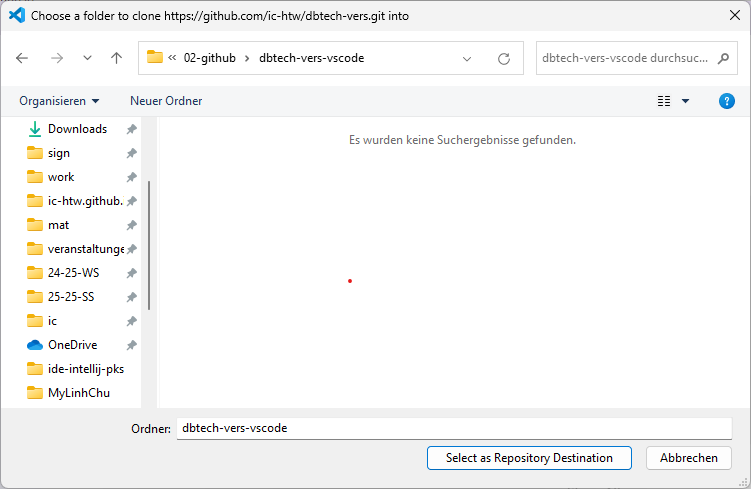 Choose a folder to clone https://github.com/ic-htw/dbtech-vers.git into
« 02-github > dbtech-vers-vscode
dbtech-vers-vscode durchsuc...
Organisieren
Neuer Ordner
?
Downloads
sign
work
ic-htw.github.
mat
veranstaltunge
24-25-WS
25-25-SS
ic
OneDrive
ide-intellij-pks
MyLinhChu
Es wurden keine Suchergebnisse gefunden.
Ordner: dbtech-vers-vscode
Select as Repository Destination
Abbrechen